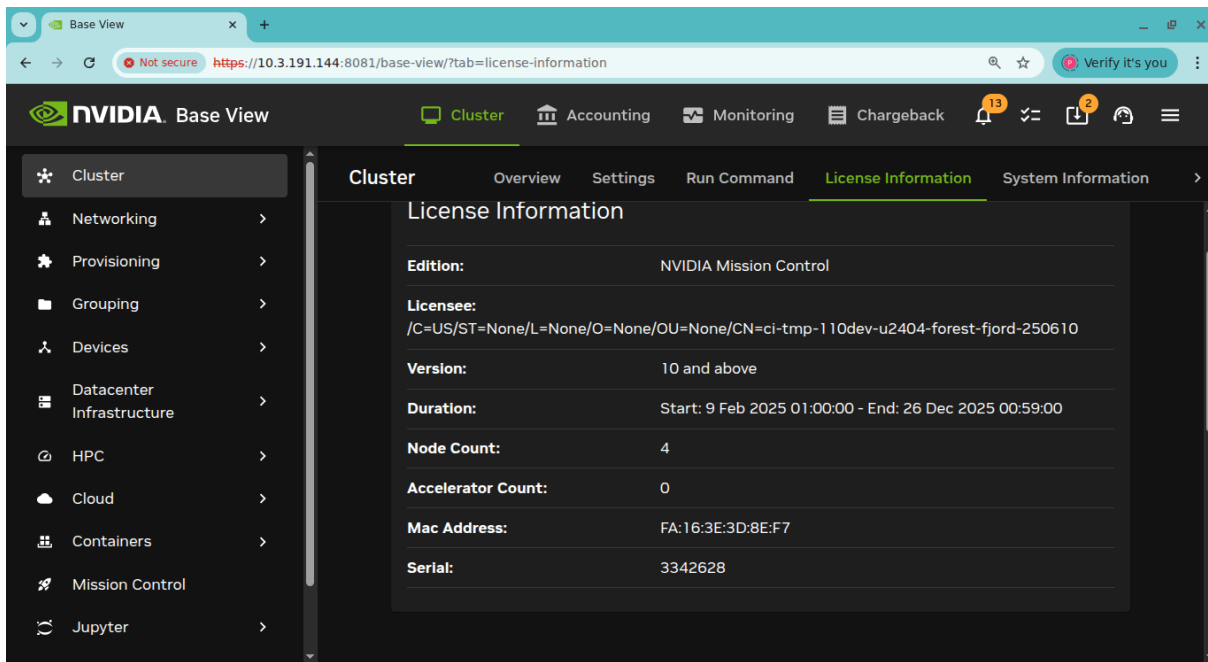 Base View
Not secure https://10.3.191.144:8081/base-view/?tab=license-information
Verify it's you
NVIDIA. Base View
Cluster
Accounting
Monitoring
Chargeback
13
2
Cluster
Networking
Provisioning
Grouping
Devices
Datacenter
Infrastructure
HPC
Cloud
Containers
Mission Control
Jupyter
Cluster
Overview
Settings
Run Command
License Information
System Information
License Information
Edition: NVIDIA Mission Control
Licensee:
/C=US/ST=None/L=None/O=None/OU=None/CN=ci-tmp-110dev-u2404-forest-fjord-250610
Version: 10 and above
Duration: Start: 9 Feb 2025 01:00:00 - End: 26 Dec 2025 00:59:00
Node Count: 4
Accelerator Count: 0
Mac Address: FA:16:3E:3D:8E:F7
Serial: 3342628